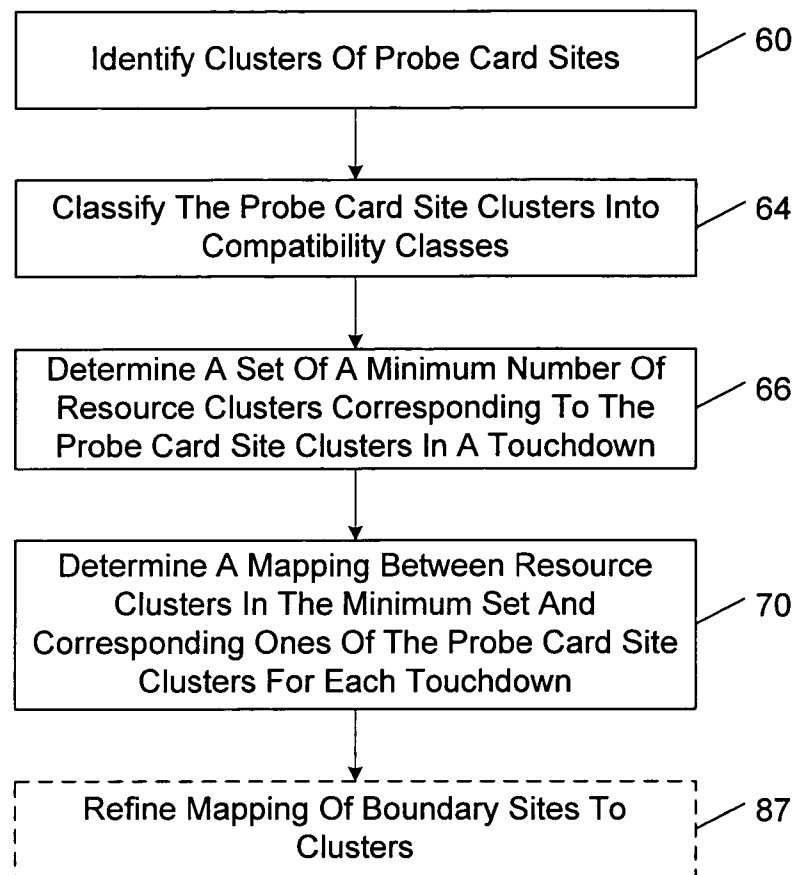 Identify Clusters Of Probe Card Sites
60
Classify The Probe Card Site Clusters Into
Compatibility Classes
64
Determine A Set Of A Minimum Number Of
Resource Clusters Corresponding To The
Probe Card Site Clusters In A Touchdown
66
Determine A Mapping Between Resource
Clusters In The Minimum Set And
Corresponding Ones Of The Probe Card Site
Clusters For Each Touchdown
70
Refine Mapping Of Boundary Sites To
Clusters
87